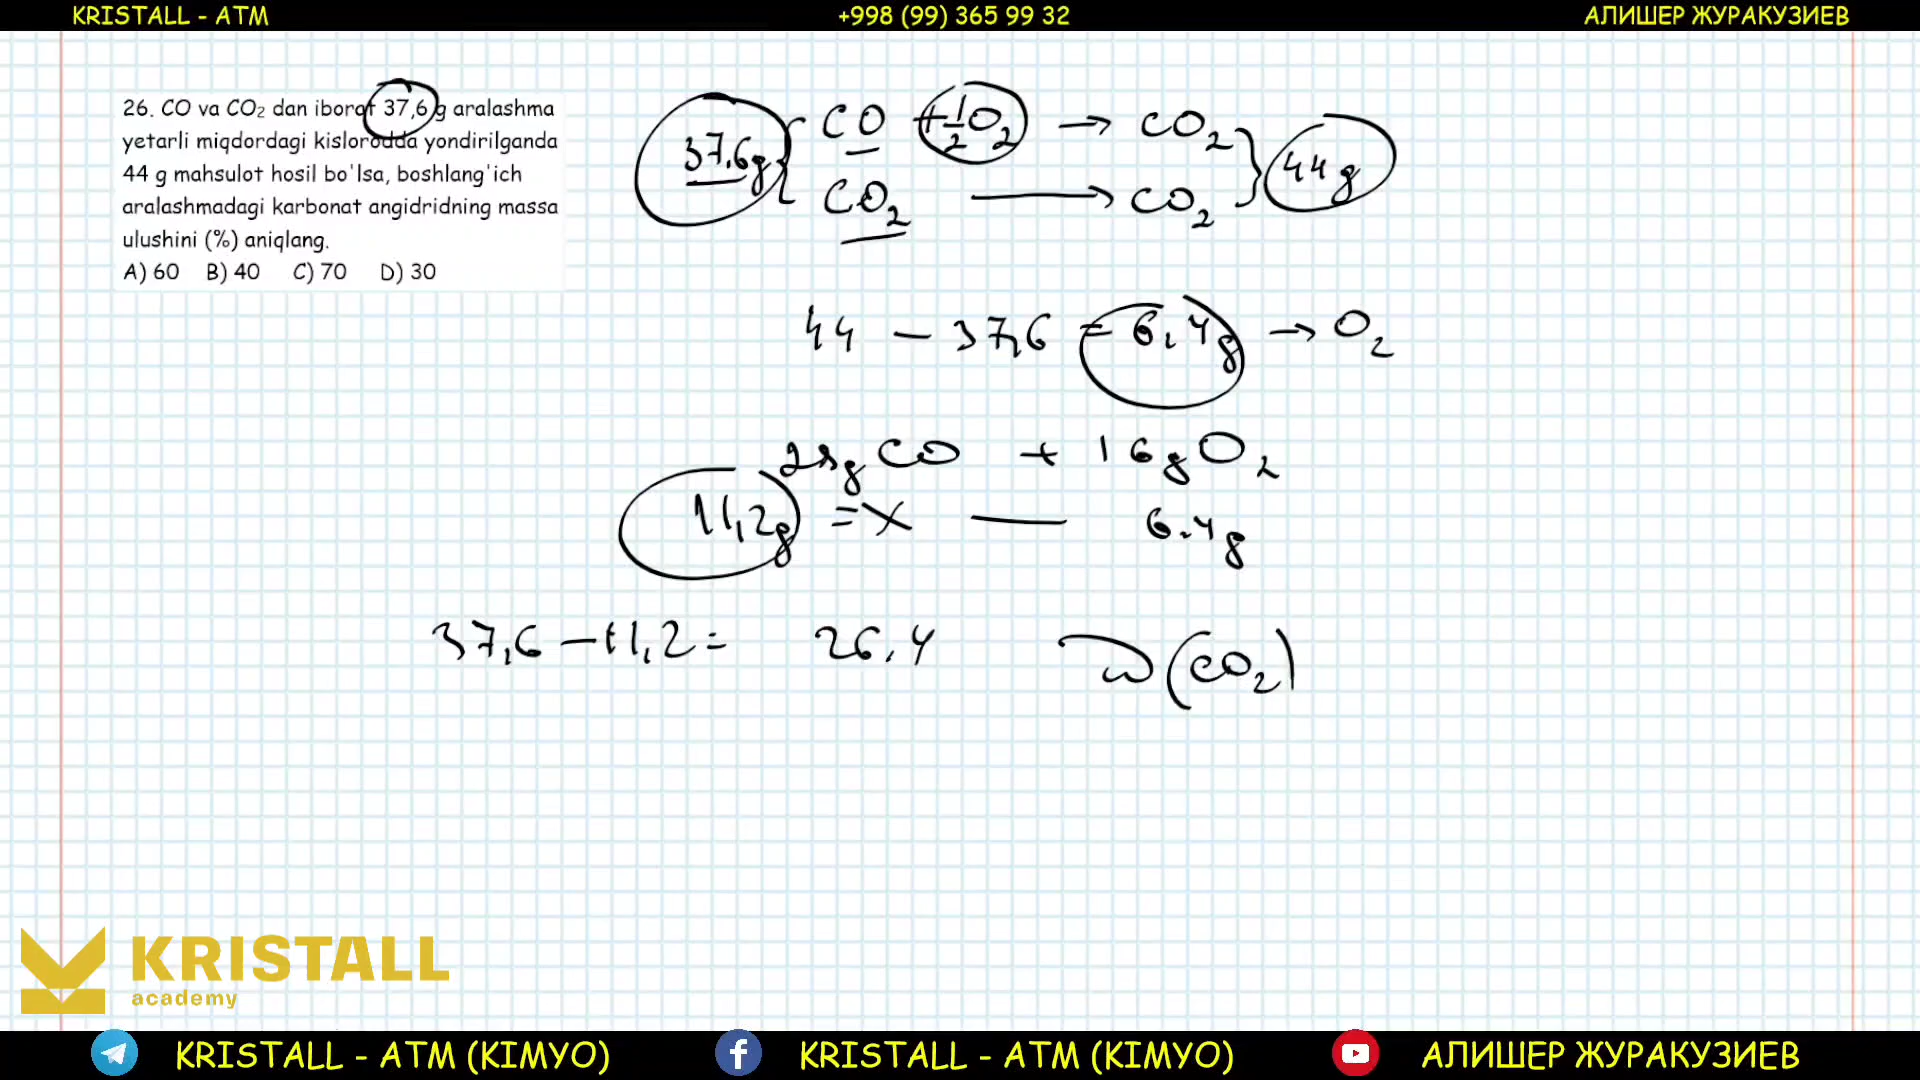 KRISTALL - ATM
+998 (99) 365 99 32
АЛИШЕР ЖУРАКУЗИЕВ
26. CO va CO₂ dan iborat 37,6 g aralashma
yetarli miqdordagi kislorodda yondirilganda
44 g mahsulot hosil bo'lsa, boshlang'ich
aralashmadagi karbonat angidridning massa
ulushini (%) aniqlang.
A) 60 B) 40 C) 70 D) 30
37.6g { CO + 1/2 O₂ → CO₂ } 44g
CO₂ → CO₂
44 - 37,6 = 6.4g → O₂
28g CO + 16g O₂
11,2g = x — 6.4g
37,6 - 11,2 = 26.4 w(CO₂)
KRISTALL
academy
KRISTALL - ATM (KIMYO)
KRISTALL - ATM (KIMYO)
АЛИШЕР ЖУРАКУЗИЕВ